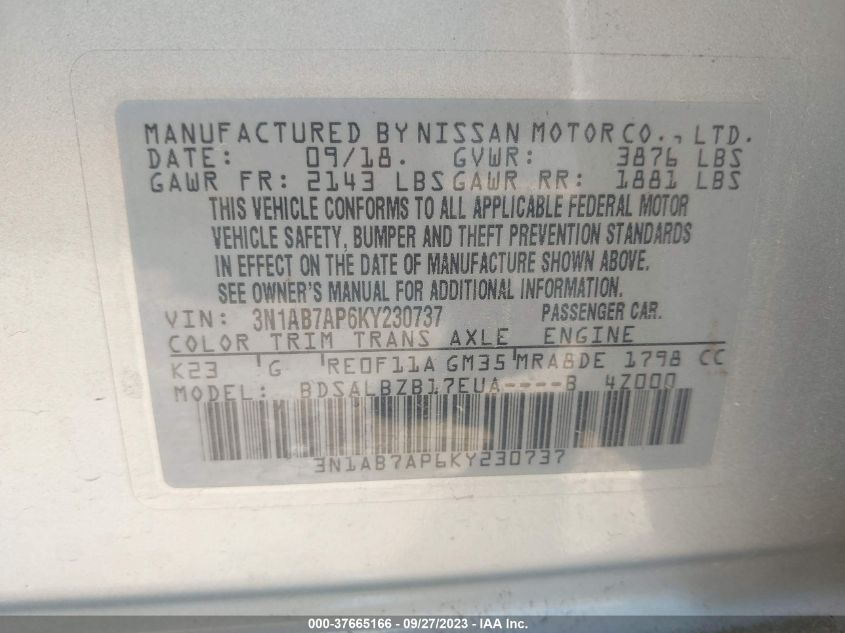 MANUFACTURED BY NISSAN MOTOR CO., LTD.
DATE: 09/18. GVWR: 3876 LBS
GAWR FR: 2143 LBS GAWR RR: 1881 LBS
THIS VEHICLE CONFORMS TO ALL APPLICABLE FEDERAL MOTOR
VEHICLE SAFETY, BUMPER AND THEFT PREVENTION STANDARDS
IN EFFECT ON THE DATE OF MANUFACTURE SHOWN ABOVE.
SEE OWNER'S MANUAL FOR ADDITIONAL INFORMATION.
VIN: 3N1AB7AP6KY230737 PASSENGER CAR.
COLOR TRIM TRANS AXLE ENGINE
K23 G RE0F11A GM35 MRA8DE 1798 CC
MODEL: BDSALBZB17EUA----B 4Z000
3N1AB7AP6KY230737
000-37665166 - 09/27/2023 - IAA Inc.